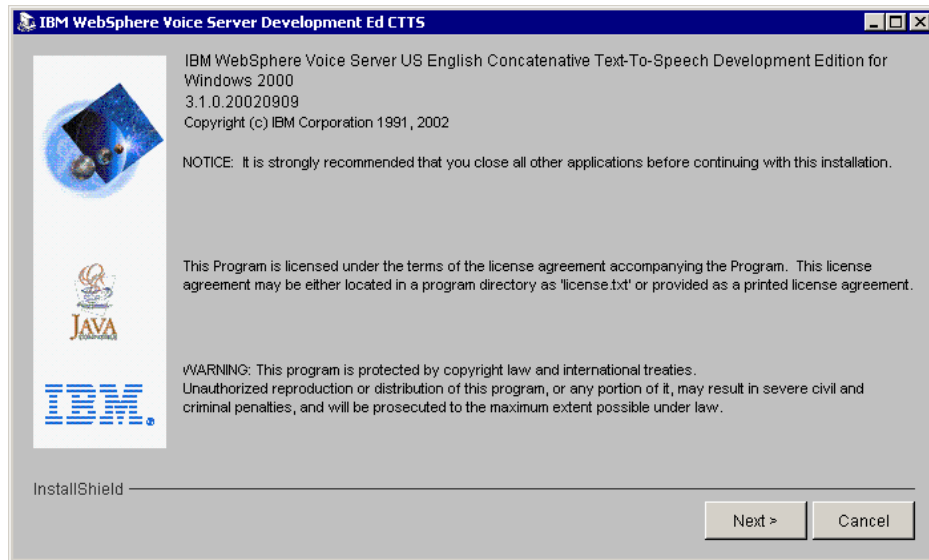 IBM WebSphere Voice Server Development Ed CTTS
IBM WebSphere Voice Server US English Concatenative Text-To-Speech Development Edition for
Windows 2000
3.1.0.20020909
Copyright (c) IBM Corporation 1991, 2002
NOTICE: It is strongly recommended that you close all other applications before continuing with this installation.
This Program is licensed under the terms of the license agreement accompanying the Program. This license
agreement may be either located in a program directory as 'license.txt' or provided as a printed license agreement.
JAVA
WARNING: This program is protected by copyright law and international treaties.
Unauthorized reproduction or distribution of this program, or any portion of it, may result in severe civil and
criminal penalties, and will be prosecuted to the maximum extent possible under law.
IBM
InstallShield
Next >
Cancel